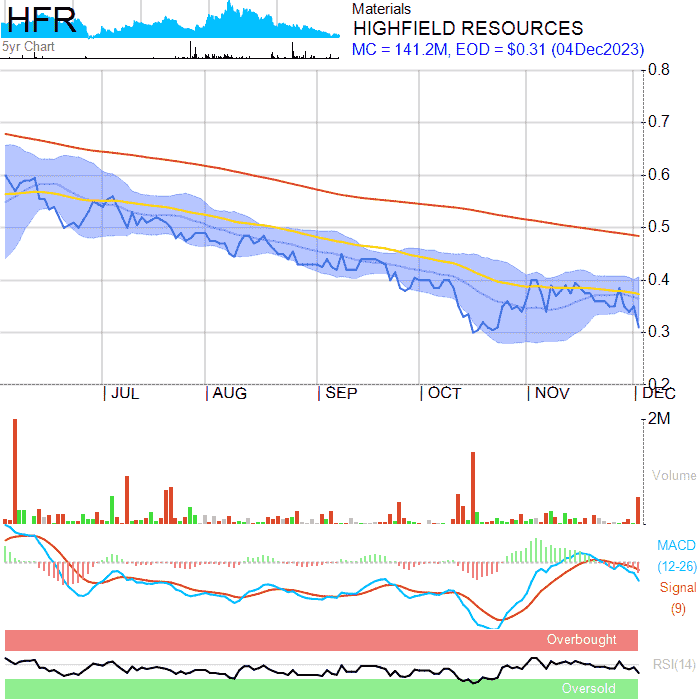 HFR
5yr Chart
Materials
HIGHFIELD RESOURCES
MC = 141.2M, EOD = $0.31 (04Dec2023)
0.8
0.7
0.6
0.5
0.4
0.3
0.2
JUL AUG SEP OCT NOV DEC
2M
Volume
MACD
(12-26)
Signal
(9)
Overbought
RSI(14)
Oversold